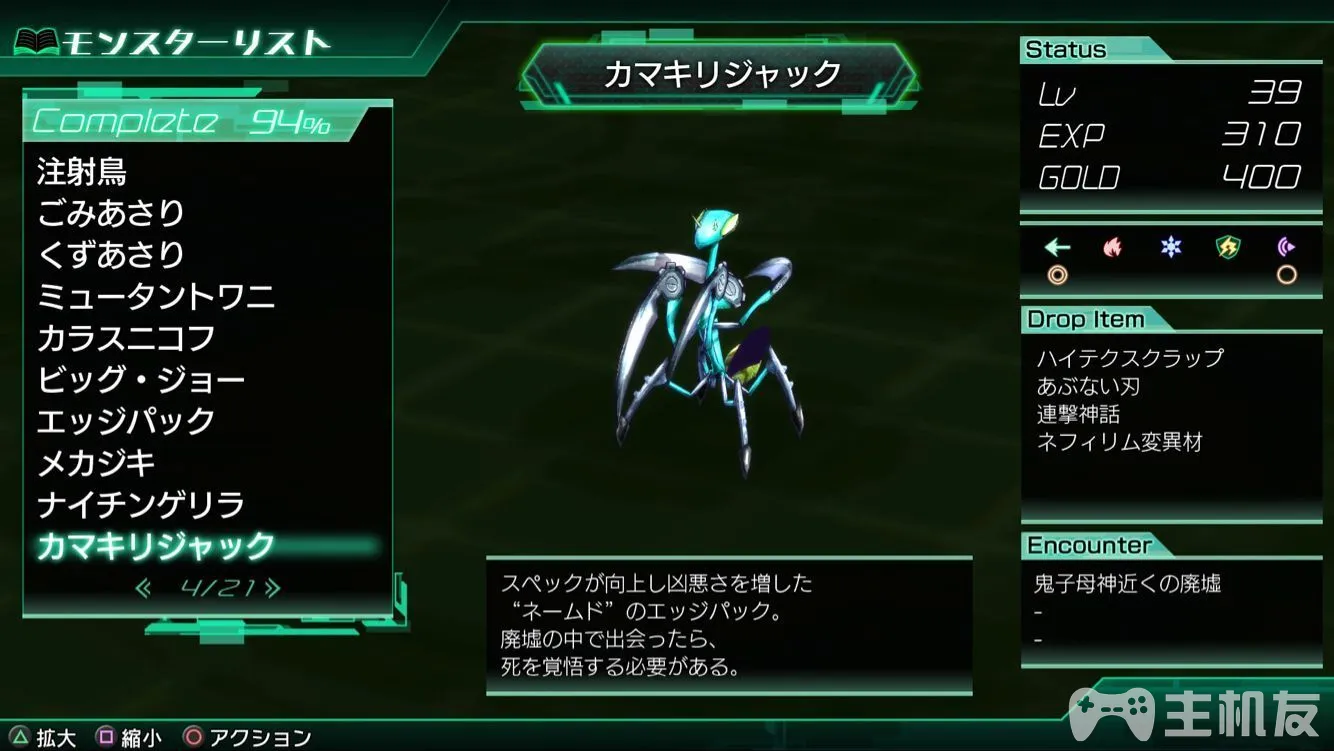 モンスターリスト
カマキリジャック
Complete 94%
注射鳥
ごみあさり
くずあさり
ミュータントワニ
カラスニコフ
ビッグ・ジョー
エッジパック
メカジキ
ナイチンゲリラ
カマキリジャック
≪ 4/21 ≫
スペックが向上し凶悪さを増した
“ネームド”のエッジパック。
廃墟の中で出会ったら、
死を覚悟する必要がある。
Status
Lv 39
EXP 310
GOLD 400
◎ ○
Drop Item
ハイテクスクラップ
あぶない刃
連撃神話
ネフィリム変異材
Encounter
鬼子母神近くの廃墟
-
-
主机友
△拡大 □縮小 ○アクション